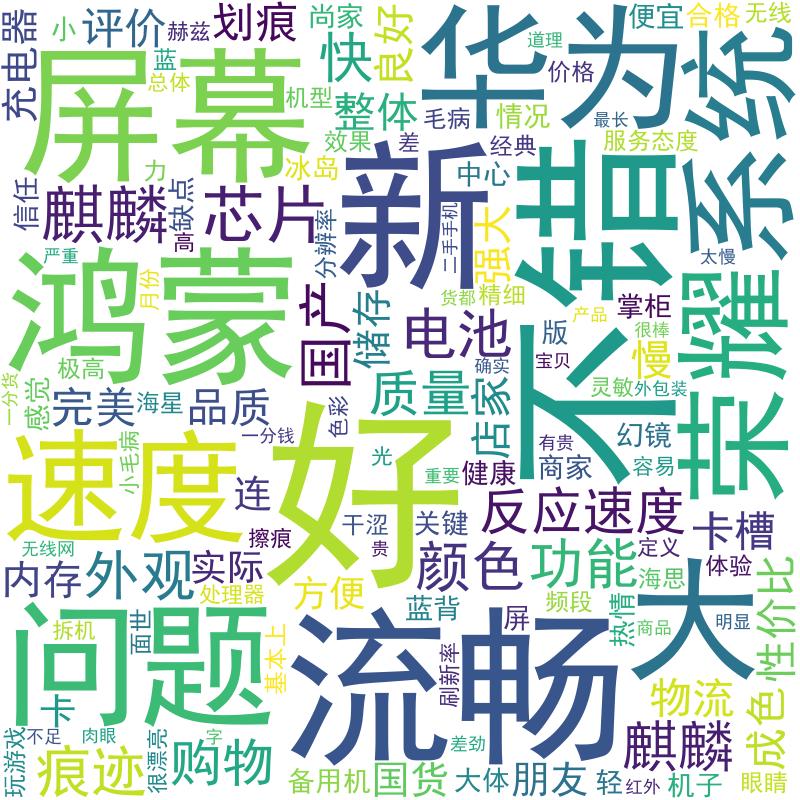 充电器
小
评价
赫兹
划痕
尚家
良好
华为
便宜
合格
无线
屏幕
蓝
总体
机型
快
整体
毛病
情况
差
道理
价格
最长
系统
效果
经典
服务态度
力
冰岛
中心
信任
麒麟
缺点
芯片
高
新
二手手机
强大
不错
严重
鸿蒙
月份
分辨率
国产
储存
货都
精细
太慢
荣耀
电池
版
产品
掌柜
很棒
慢
极高
一分货
感觉
完美
海星
品质
色彩
质量
店家
确实
宝贝
灵敏
外包装
速度
小毛病
一分钱
好
光
重要
健康
有贵
商家
幻镜
容易
连
擦痕
干涩
贵
关键
反应速度
卡槽
无线网
内存
外观
实际
处理器
方便
颜色
蓝背
功能
定义
海思
体验
频段
性价比
问题
拆机
面世
基本上
流畅
屏
刷新率
热情
大
商品
明显
卡
物流
成色
玩游戏
不足
肉眼
痕迹
很漂亮
字
购物
备用机
国货
差劲
大体
朋友
轻
麒麟
红外
机子
眼睛